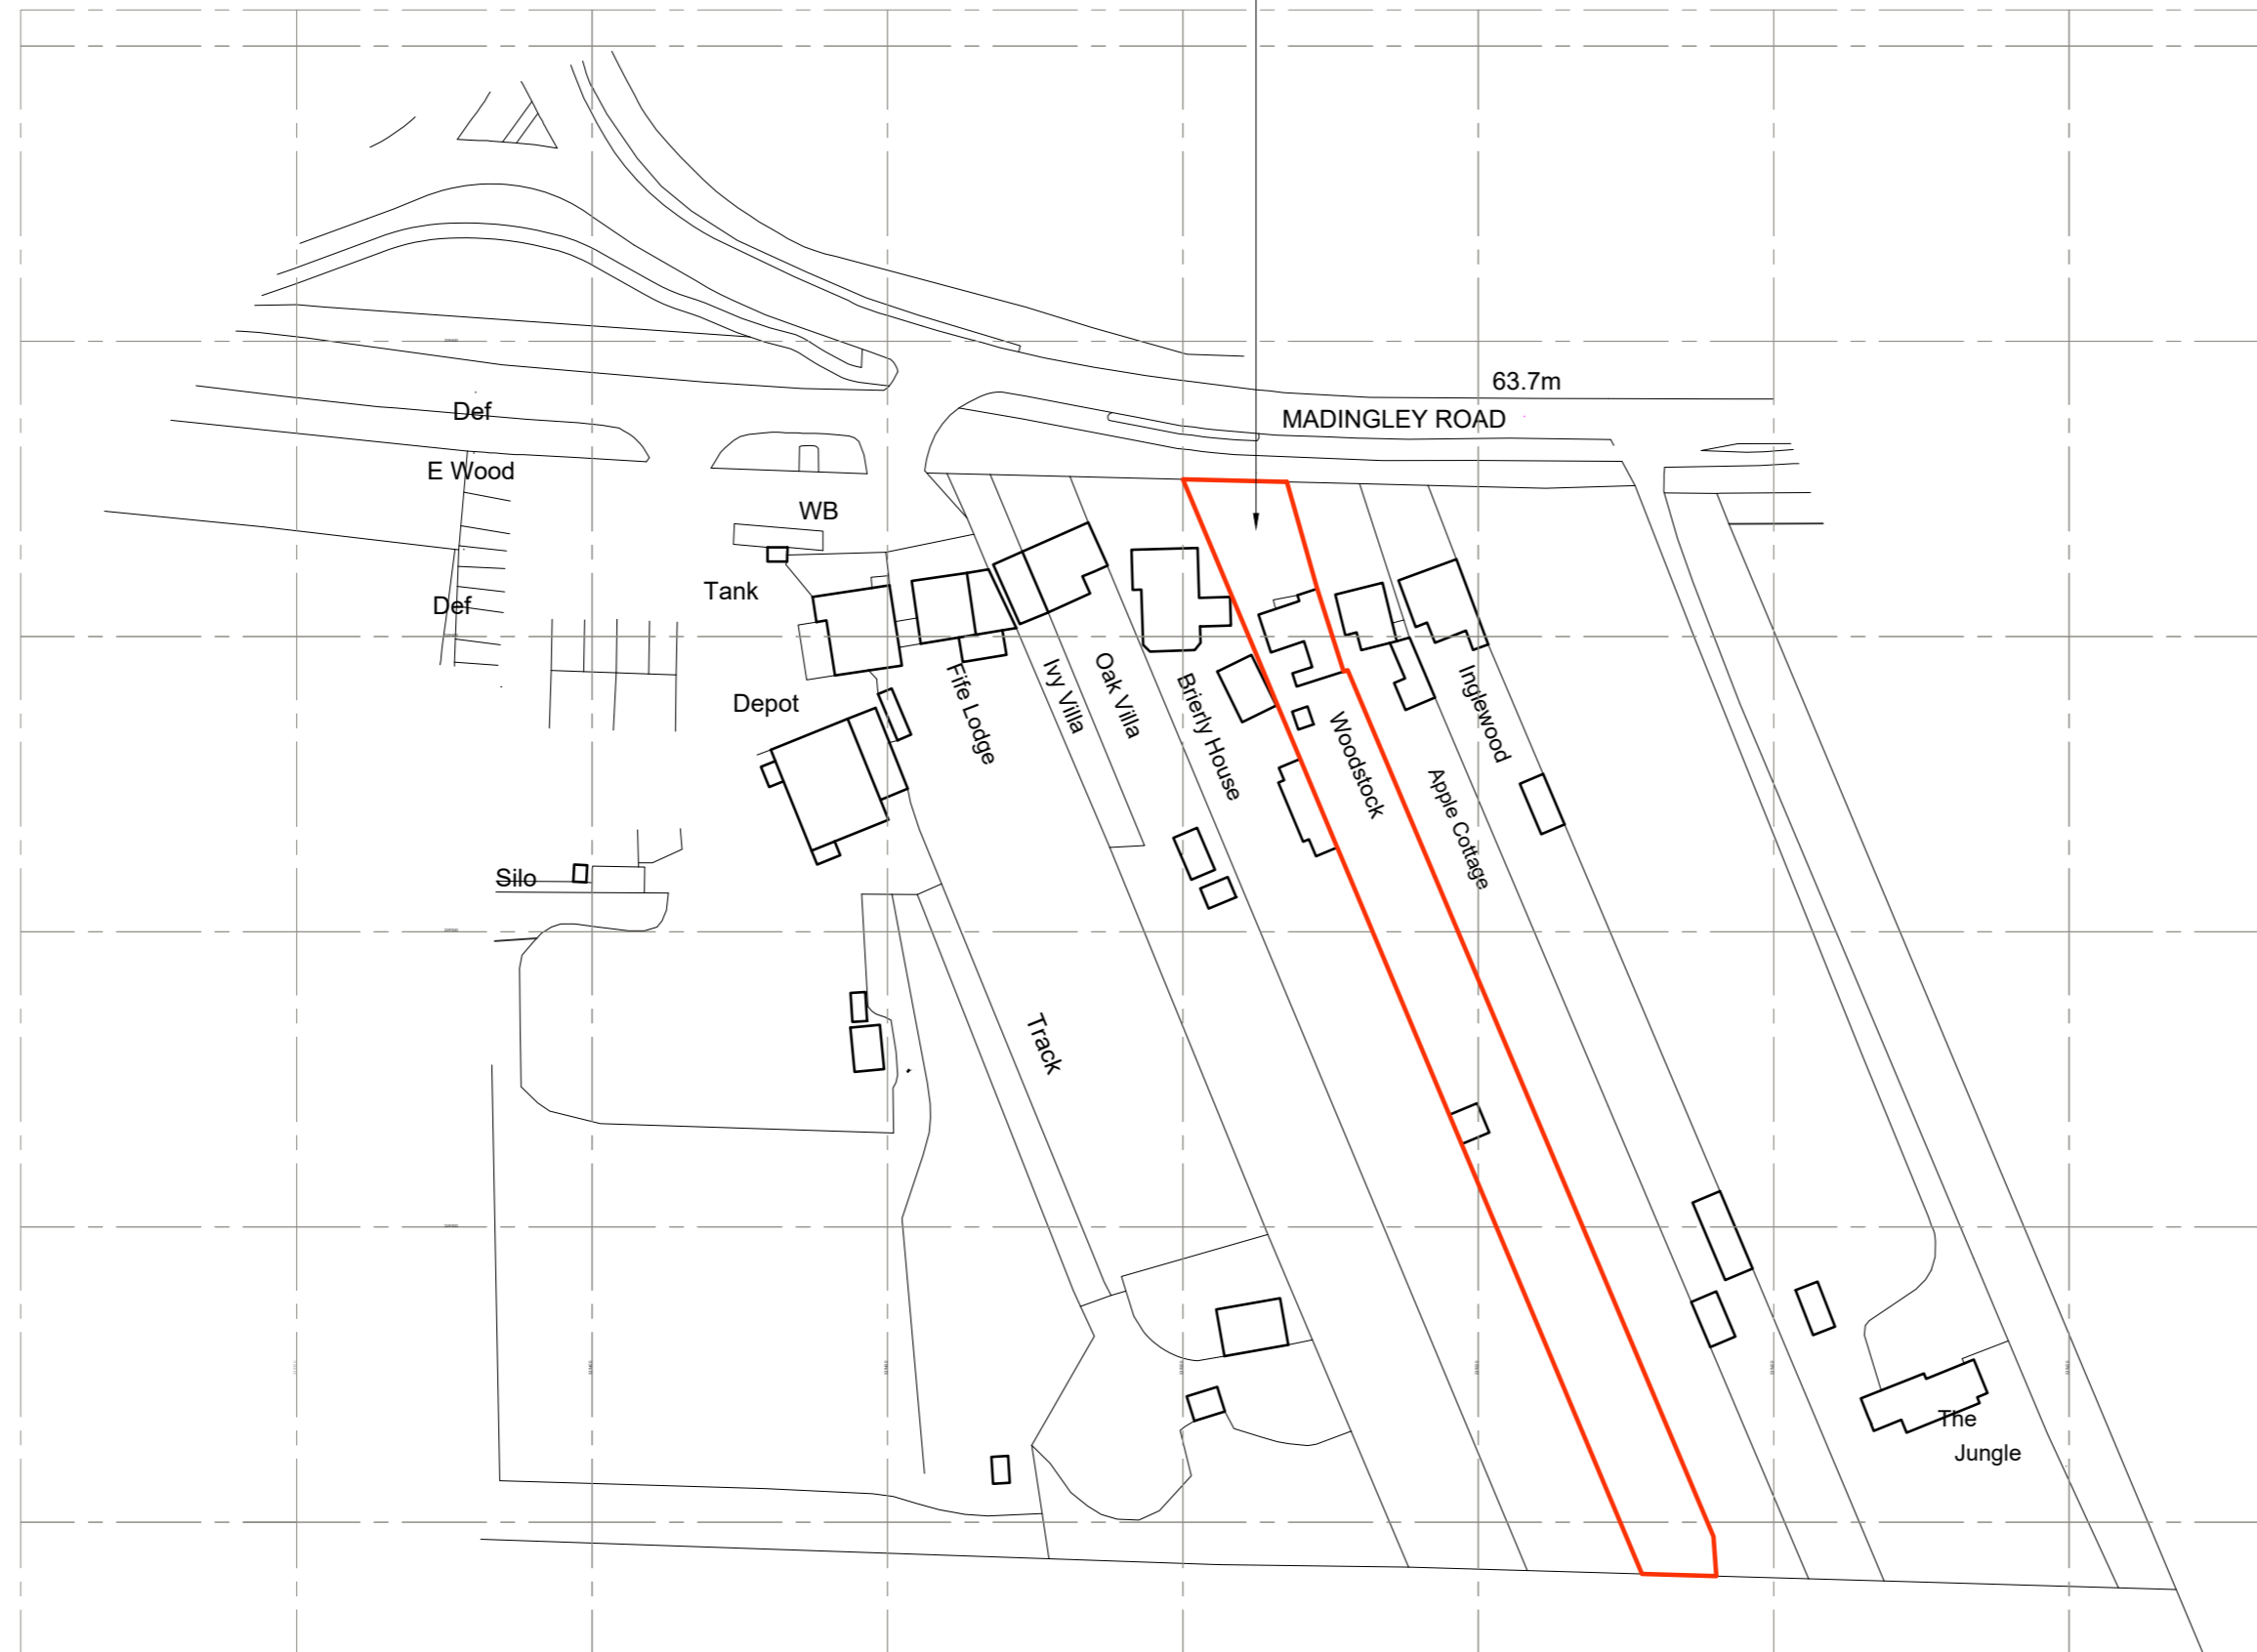 63.7m
MADINGLEY ROAD
Def
E Wood
WB
Tank
Def
Depot
Fife Lodge
Ivy Villa
Oak Villa
Brierly House
Woodstock
Inglewood
Apple Cottage
Silo
Track
The
Jungle